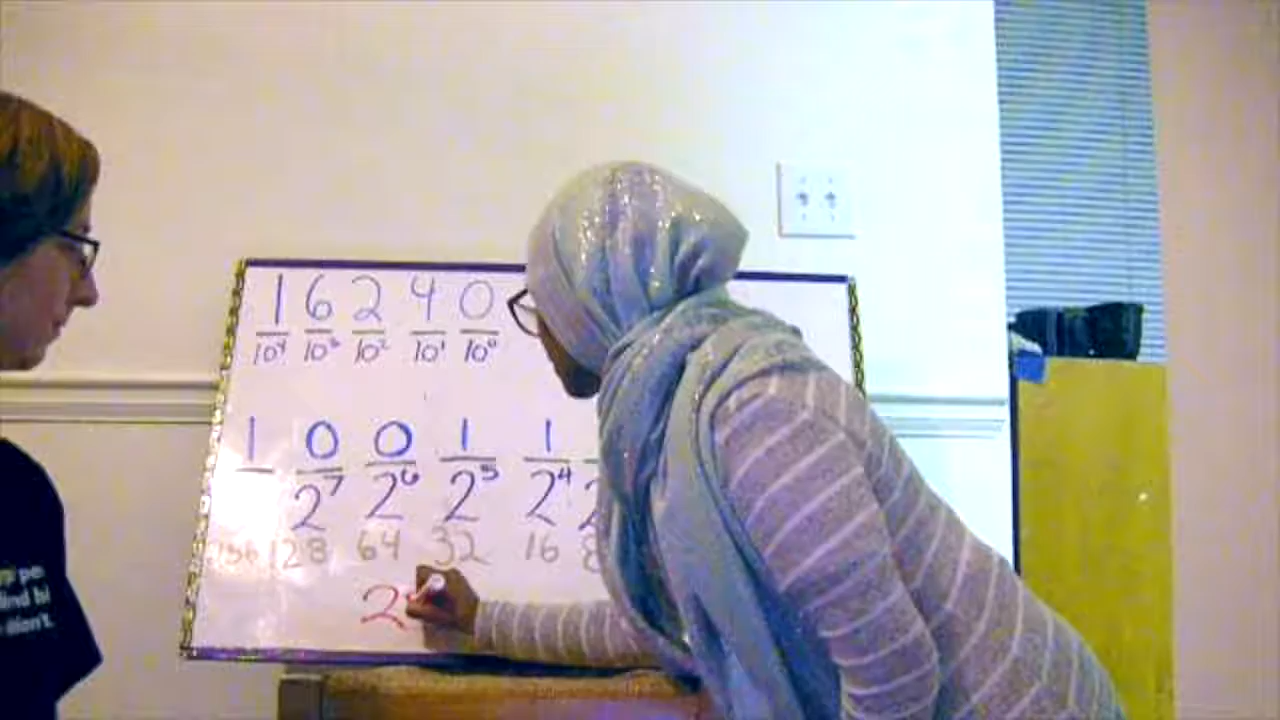 1 6 2 4 0
10⁴ 10³ 10² 10¹ 10⁰
1 0 0 1 1
2⁷ 2⁶ 2⁵ 2⁴ 2
128 64 32 16 8
2